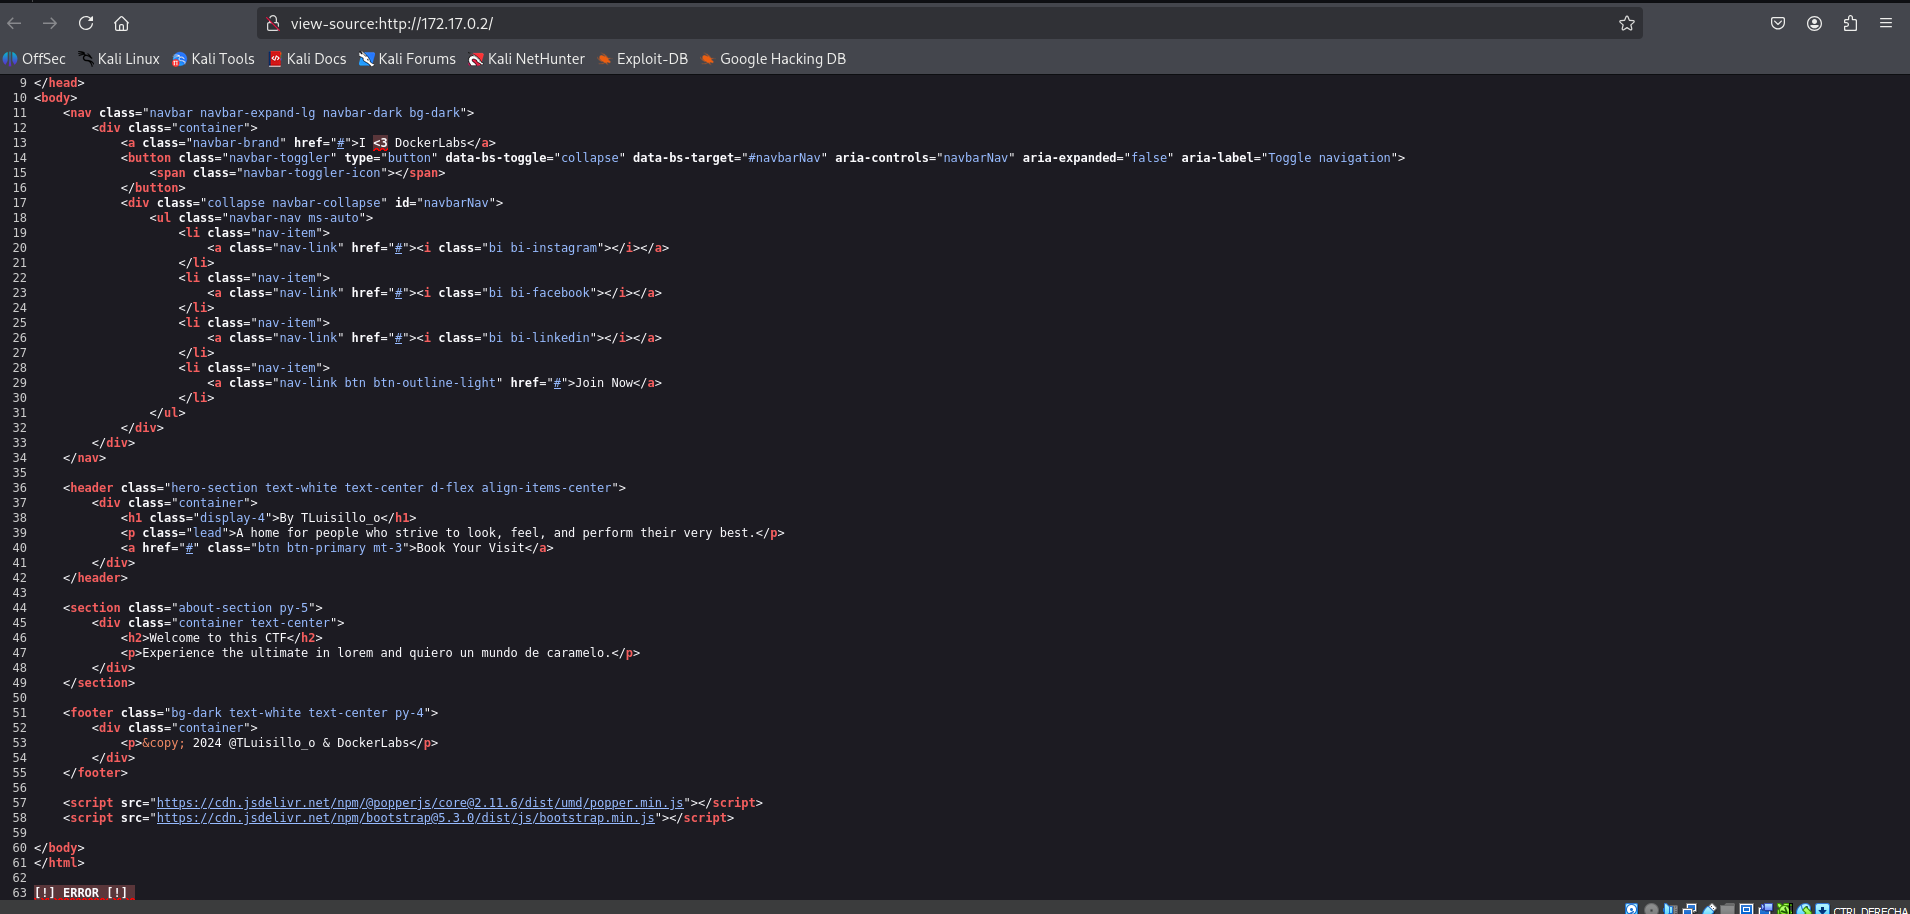 view-source:http://172.17.0.2/
OffSec Kali Linux Kali Tools Kali Docs Kali Forums Kali NetHunter Exploit-DB Google Hacking DB
9 </head>
10 <body>
11 <nav class="navbar navbar-expand-lg navbar-dark bg-dark">
12 <div class="container">
13 <a class="navbar-brand" href="#">I <3 DockerLabs</a>
14 <button class="navbar-toggler" type="button" data-bs-toggle="collapse" data-bs-target="#navbarNav" aria-controls="navbarNav" aria-expanded="false" aria-label="Toggle navigation">
15 <span class="navbar-toggler-icon"></span>
16 </button>
17 <div class="collapse navbar-collapse" id="navbarNav">
18 <ul class="navbar-nav ms-auto">
19 <li class="nav-item">
20 <a class="nav-link" href="#"><i class="bi bi-instagram"></i></a>
21 </li>
22 <li class="nav-item">
23 <a class="nav-link" href="#"><i class="bi bi-facebook"></i></a>
24 </li>
25 <li class="nav-item">
26 <a class="nav-link" href="#"><i class="bi bi-linkedin"></i></a>
27 </li>
28 <li class="nav-item">
29 <a class="nav-link btn btn-outline-light" href="#">Join Now</a>
30 </li>
31 </ul>
32 </div>
33 </div>
34 </nav>
35
36 <header class="hero-section text-white text-center d-flex align-items-center">
37 <div class="container">
38 <h1 class="display-4">By TLuisillo_o</h1>
39 <p class="lead">A home for people who strive to look, feel, and perform their very best.</p>
40 <a href="#" class="btn btn-primary mt-3">Book Your Visit</a>
41 </div>
42 </header>
43
44 <section class="about-section py-5">
45 <div class="container text-center">
46 <h2>Welcome to this CTF</h2>
47 <p>Experience the ultimate in lorem and quiero un mundo de caramelo.</p>
48 </div>
49 </section>
50
51 <footer class="bg-dark text-white text-center py-4">
52 <div class="container">
53 <p>&copy; 2024 @TLuisillo_o & DockerLabs</p>
54 </div>
55 </footer>
56
57 <script src="https://cdn.jsdelivr.net/npm/@popperjs/core@2.11.6/dist/umd/popper.min.js"></script>
58 <script src="https://cdn.jsdelivr.net/npm/bootstrap@5.3.0/dist/js/bootstrap.min.js"></script>
59
60 </body>
61 </html>
62
63 [!] ERROR [!]
CTRL DERECHA